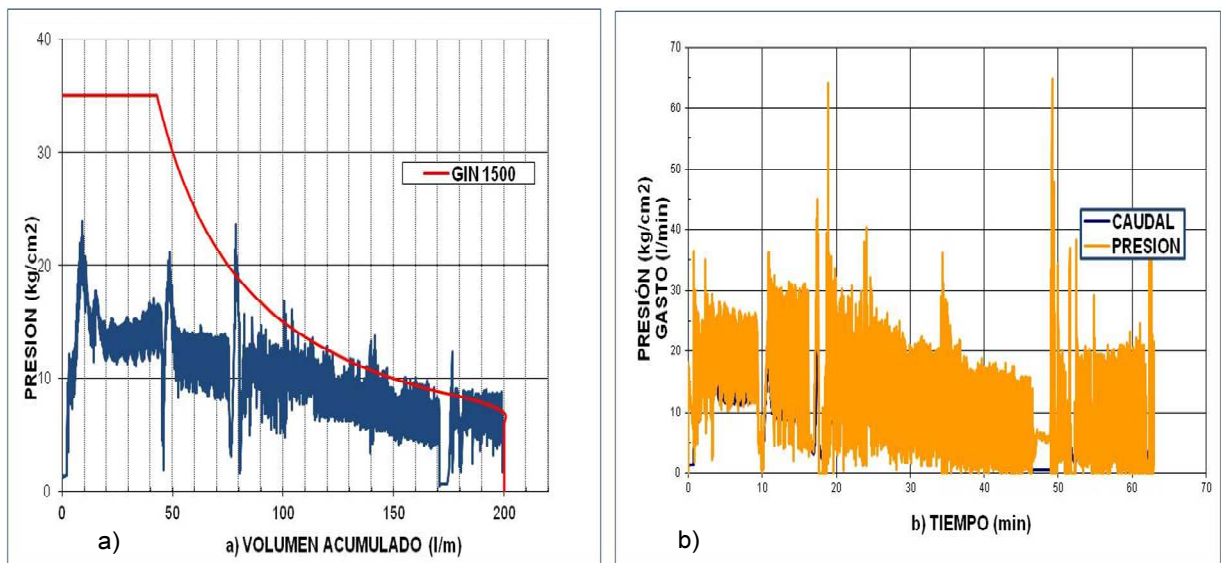 40
30
20
10
0
PRESION (kg/cm2)
GIN 1500
0 50 100 150 200
a) a) VOLUMEN ACUMULADO (l/m)
80
70
60
50
40
30
20
10
0
PRESIÓN (kg/cm2)
GASTO (l/min)
CAUDAL
PRESION
0 10 20 30 40 50 60 70
b) b) TIEMPO (min)